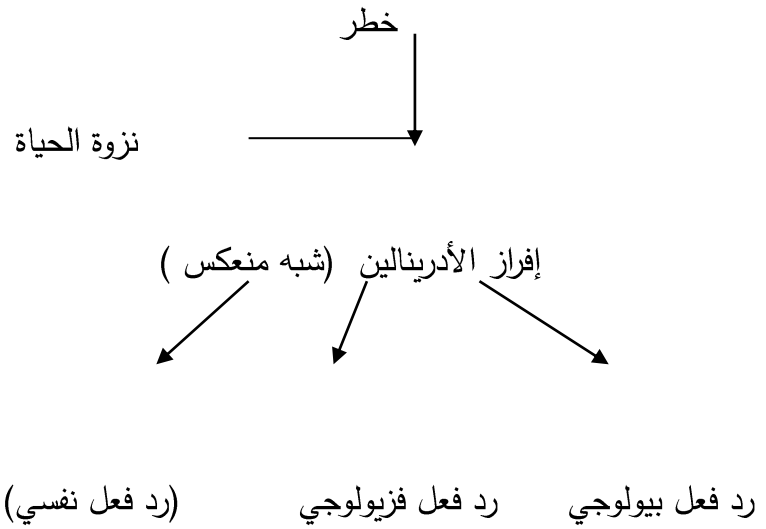 خطر
نزوة الحياة
إفراز الأدرينالين (شبه منعكس )
رد فعل بيولوجي رد فعل فزيولوجي (رد فعل نفسي)